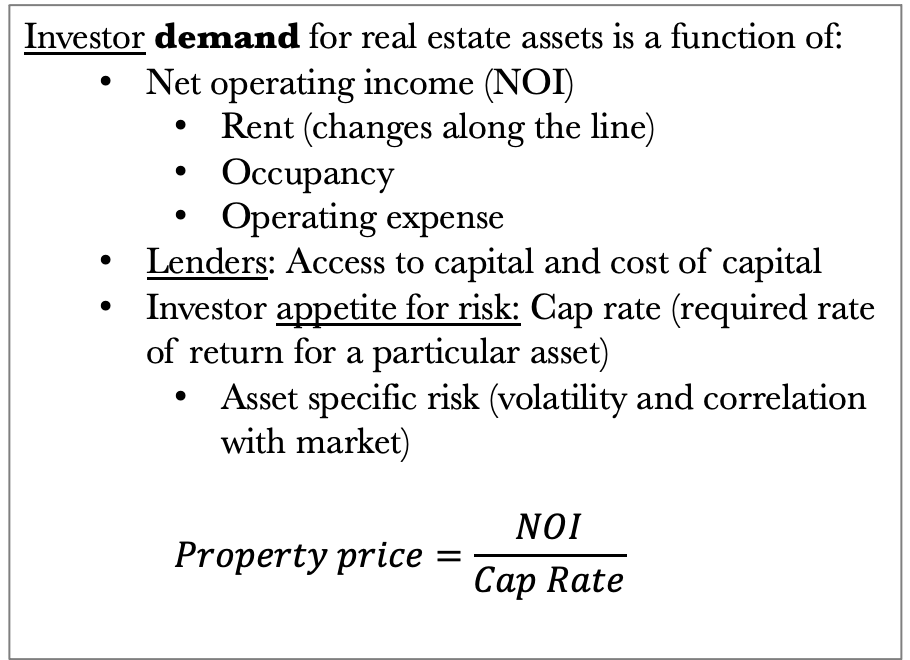 Investor demand for real estate assets is a function of:
• Net operating income (NOI)
• Rent (changes along the line)
• Occupancy
• Operating expense
• Lenders: Access to capital and cost of capital
• Investor appetite for risk: Cap rate (required rate
of return for a particular asset)
• Asset specific risk (volatility and correlation
with market)
Property price = NOI / Cap Rate